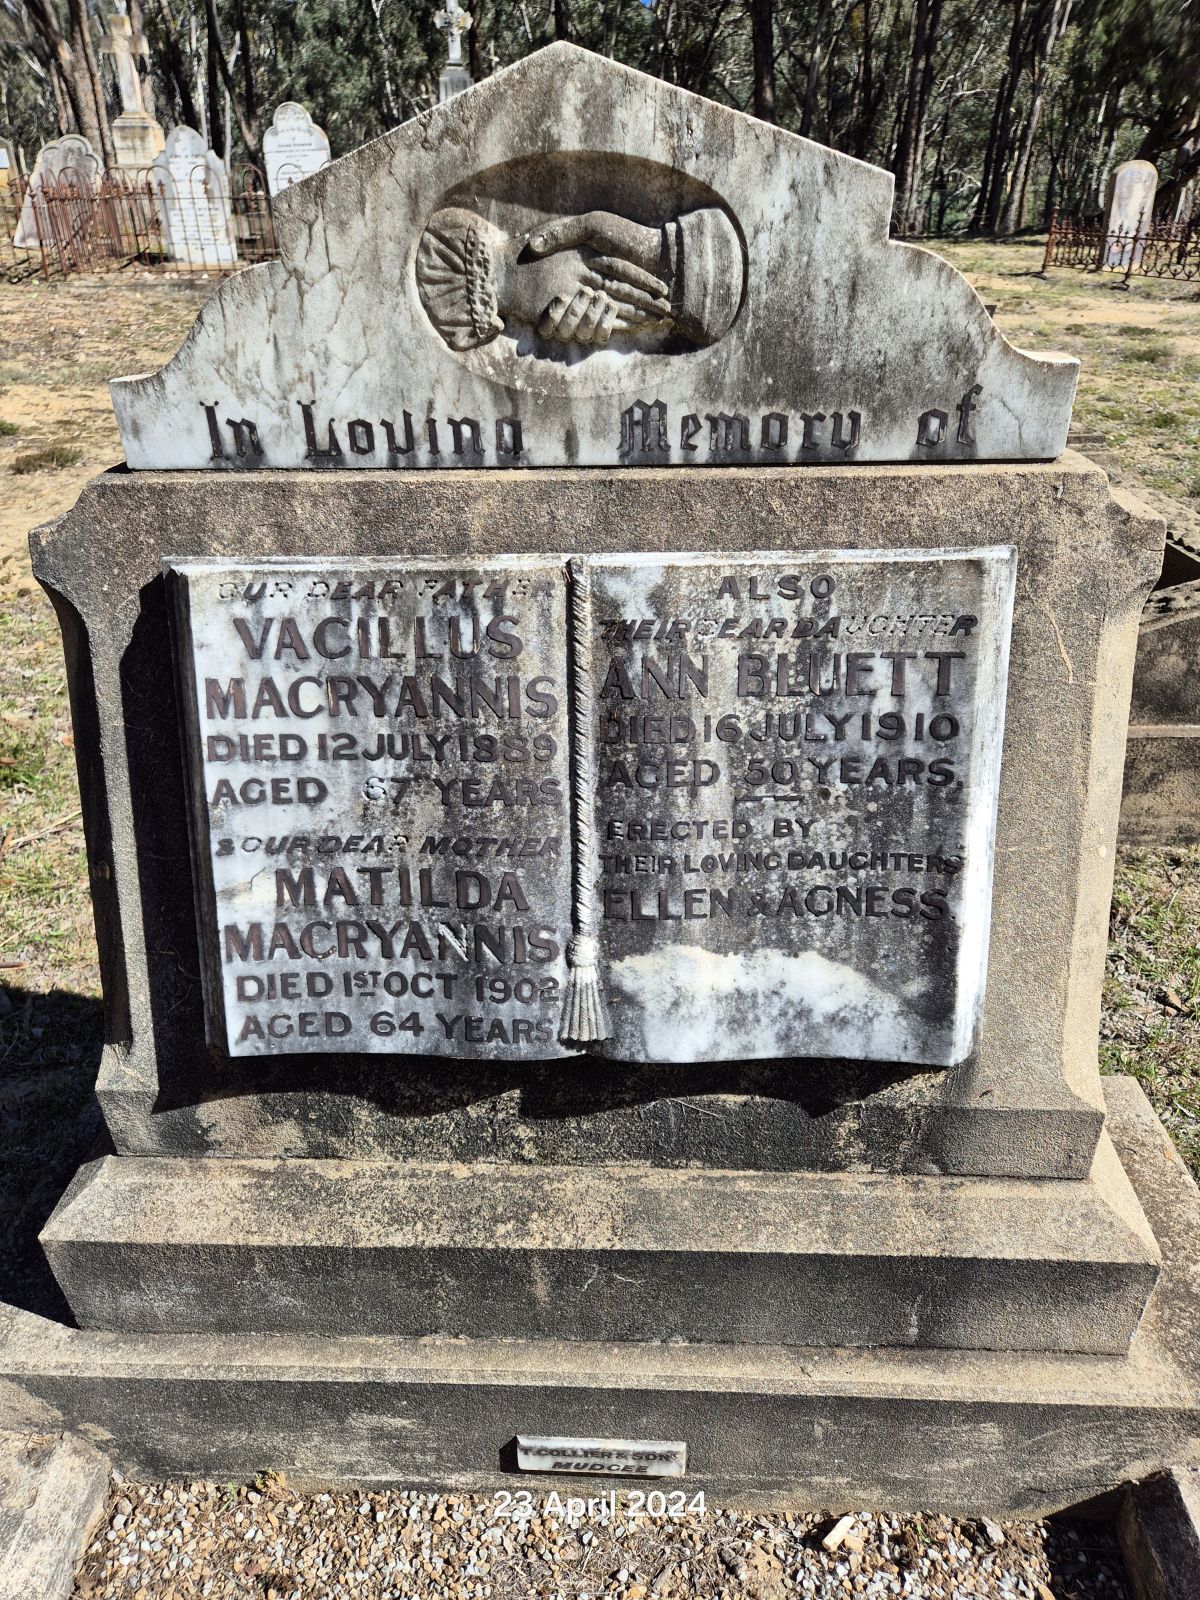 In Loving Memory of
OUR DEAR FATHER
VACILLUS
MACRYANNIS
DIED 12 JULY 1889
AGED 67 YEARS
& OUR DEAR MOTHER
MATILDA
MACRYANNIS
DIED 1ST OCT 1902
AGED 64 YEARS
ALSO
THEIR DEAR DAUGHTER
ANN BLUETT
DIED 16 JULY 1910
AGED 50 YEARS,
ERECTED BY
THEIR LOVING DAUGHTERS
ELLEN & AGNESS.
T. COLLIER & SONS
MUDGEE
23 April 2024